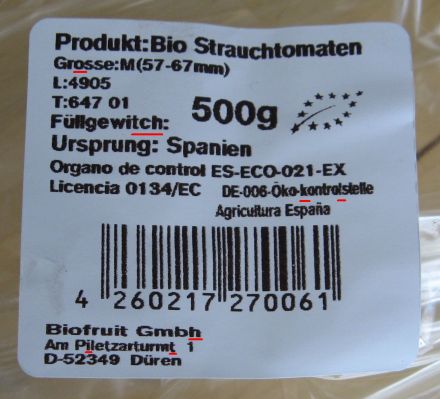 Produkt:Bio Strauchtomaten
Grosse:M(57-67mm)
L:4905
T:647 01
500g
Füllgewitch:
Ursprung: Spanien
Organo de control ES-ECO-021-EX
Licencia 0134/EC DE-006-Öko-kontrolstelle
Agricultura España
4 260217 270061
Biofruit Gmbh
Am Piletzarturmt 1
D-52349 Düren